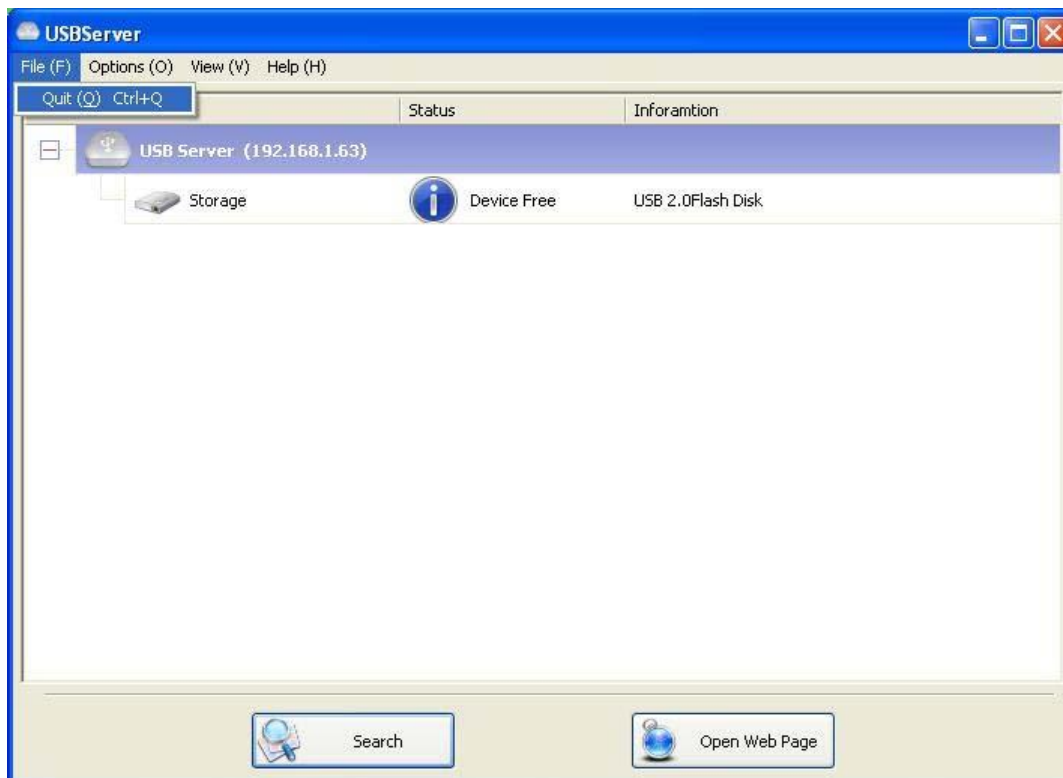 USBServer
File (F) Options (O) View (V) Help (H)
Quit (Q) Ctrl+Q
Status Inforamtion
USB Server (192.168.1.63)
Storage Device Free USB 2.0Flash Disk
Search Open Web Page